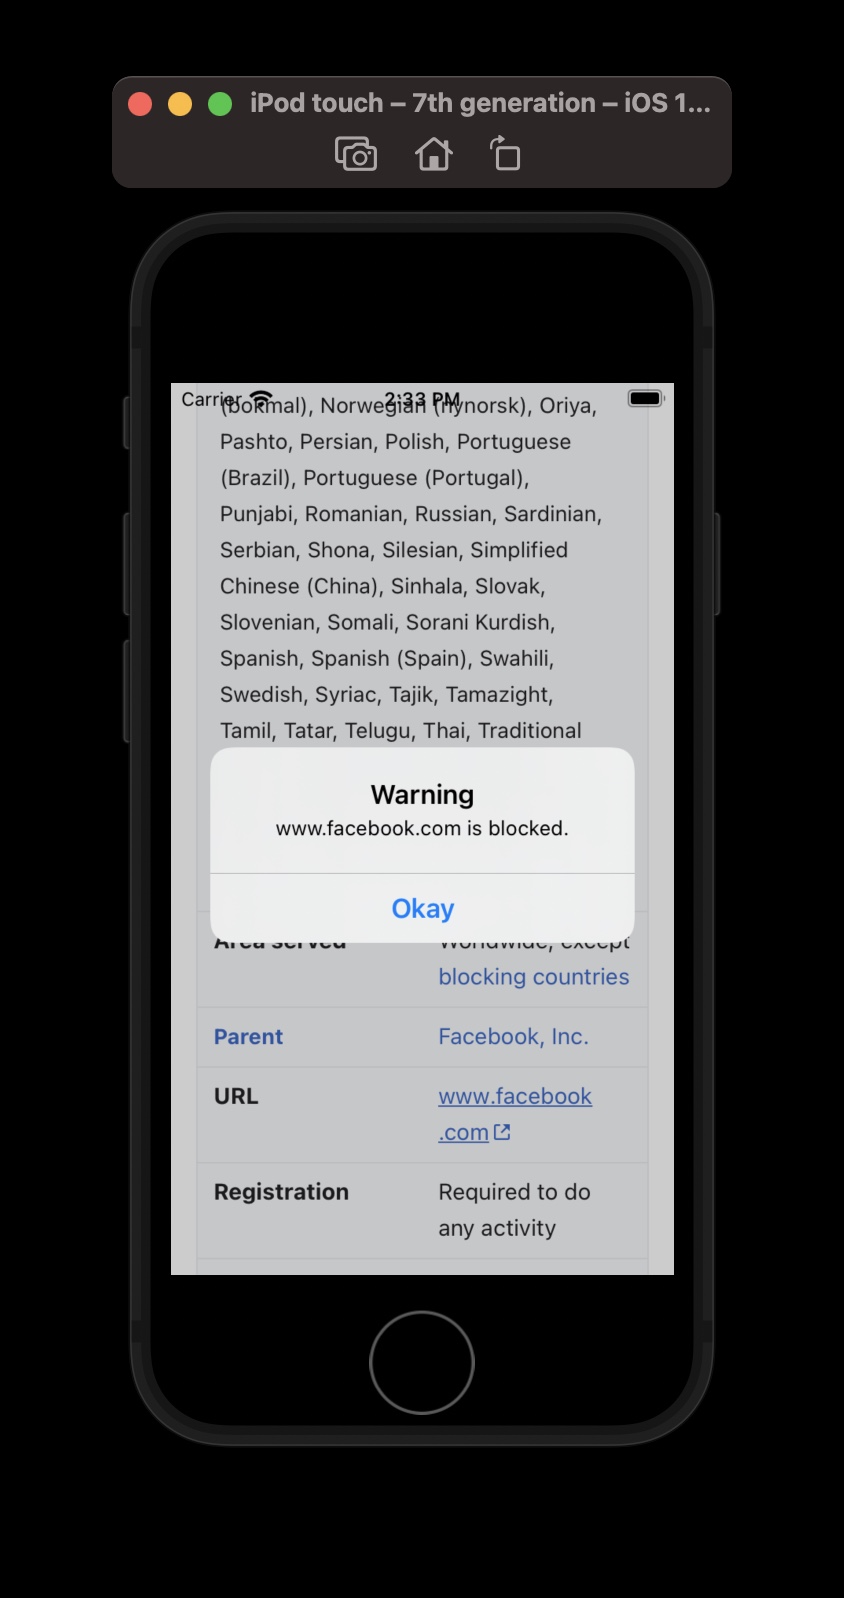 iPod touch – 7th generation – iOS 1...
Carrier 2:33 PM
(bokmal), Norwegian (nynorsk), Oriya,
Pashto, Persian, Polish, Portuguese
(Brazil), Portuguese (Portugal),
Punjabi, Romanian, Russian, Sardinian,
Serbian, Shona, Silesian, Simplified
Chinese (China), Sinhala, Slovak,
Slovenian, Somali, Sorani Kurdish,
Spanish, Spanish (Spain), Swahili,
Swedish, Syriac, Tajik, Tamazight,
Tamil, Tatar, Telugu, Thai, Traditional
Warning
www.facebook.com is blocked.
Okay
Area served Worldwide, except
blocking countries
Parent Facebook, Inc.
URL www.facebook
.com
Registration Required to do
any activity